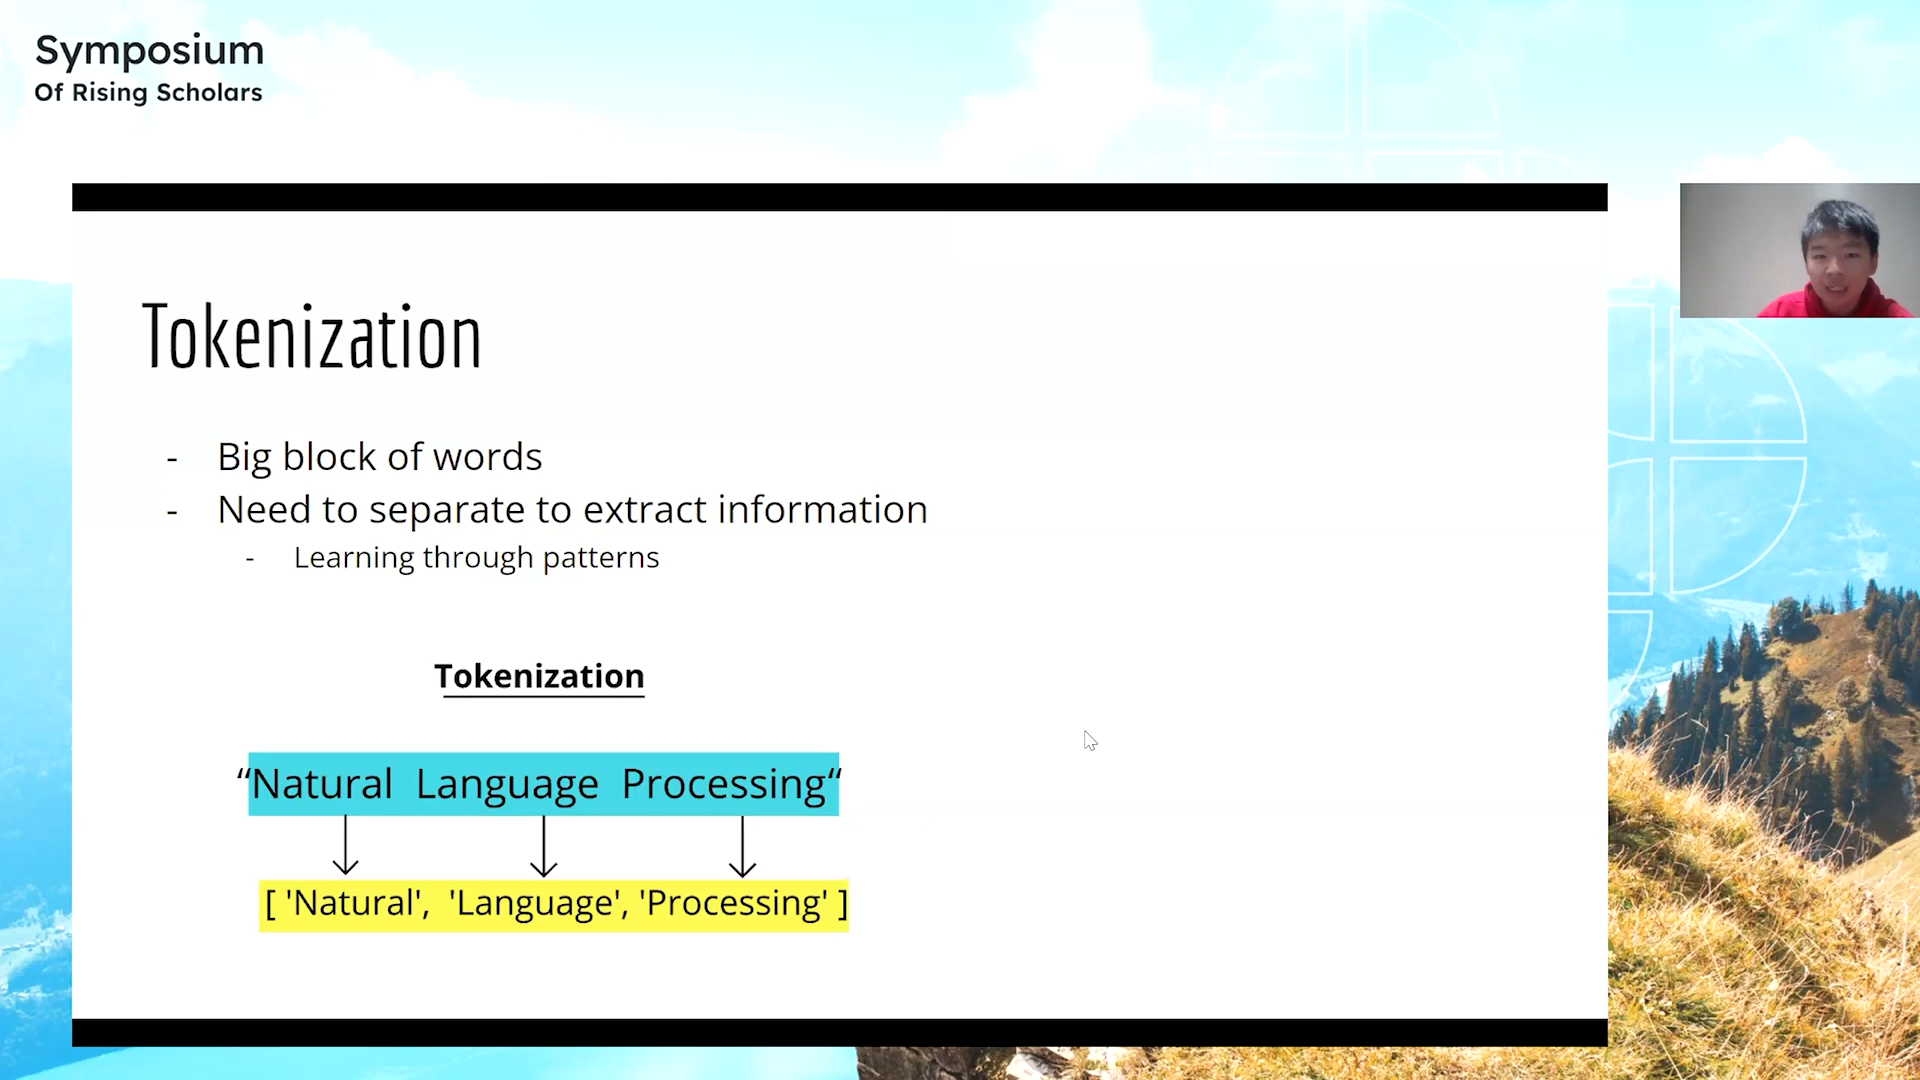 Symposium
Of Rising Scholars
Tokenization
- Big block of words
- Need to separate to extract information
- Learning through patterns
Tokenization
“Natural Language Processing“
[ 'Natural', 'Language', 'Processing' ]